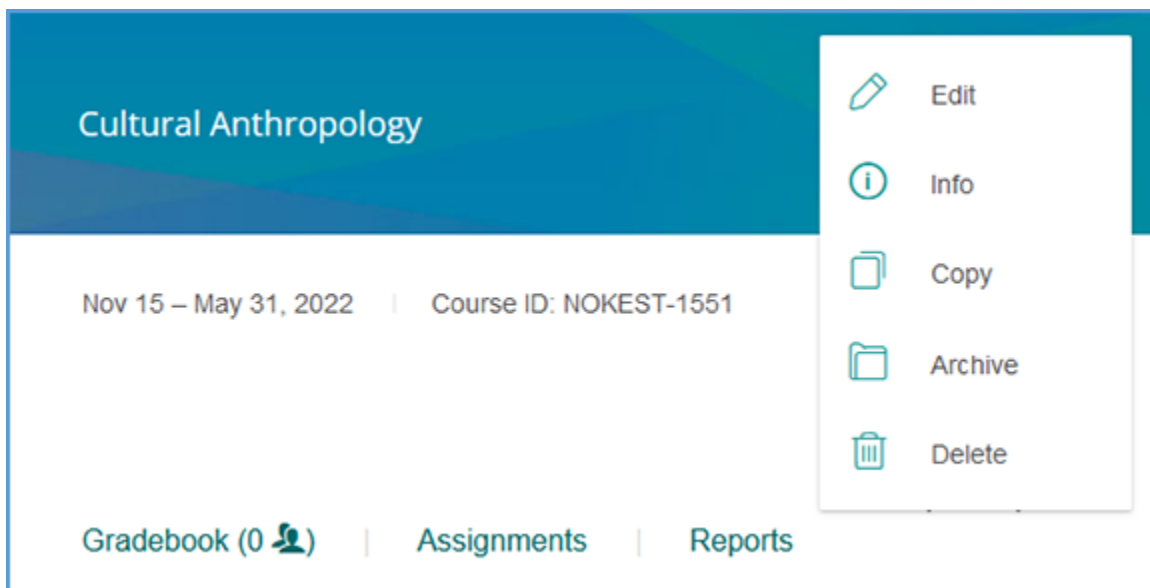 Cultural Anthropology
Edit
Info
Copy
Archive
Delete
Nov 15 – May 31, 2022 Course ID: NOKEST-1551
Gradebook (0 ) Assignments Reports